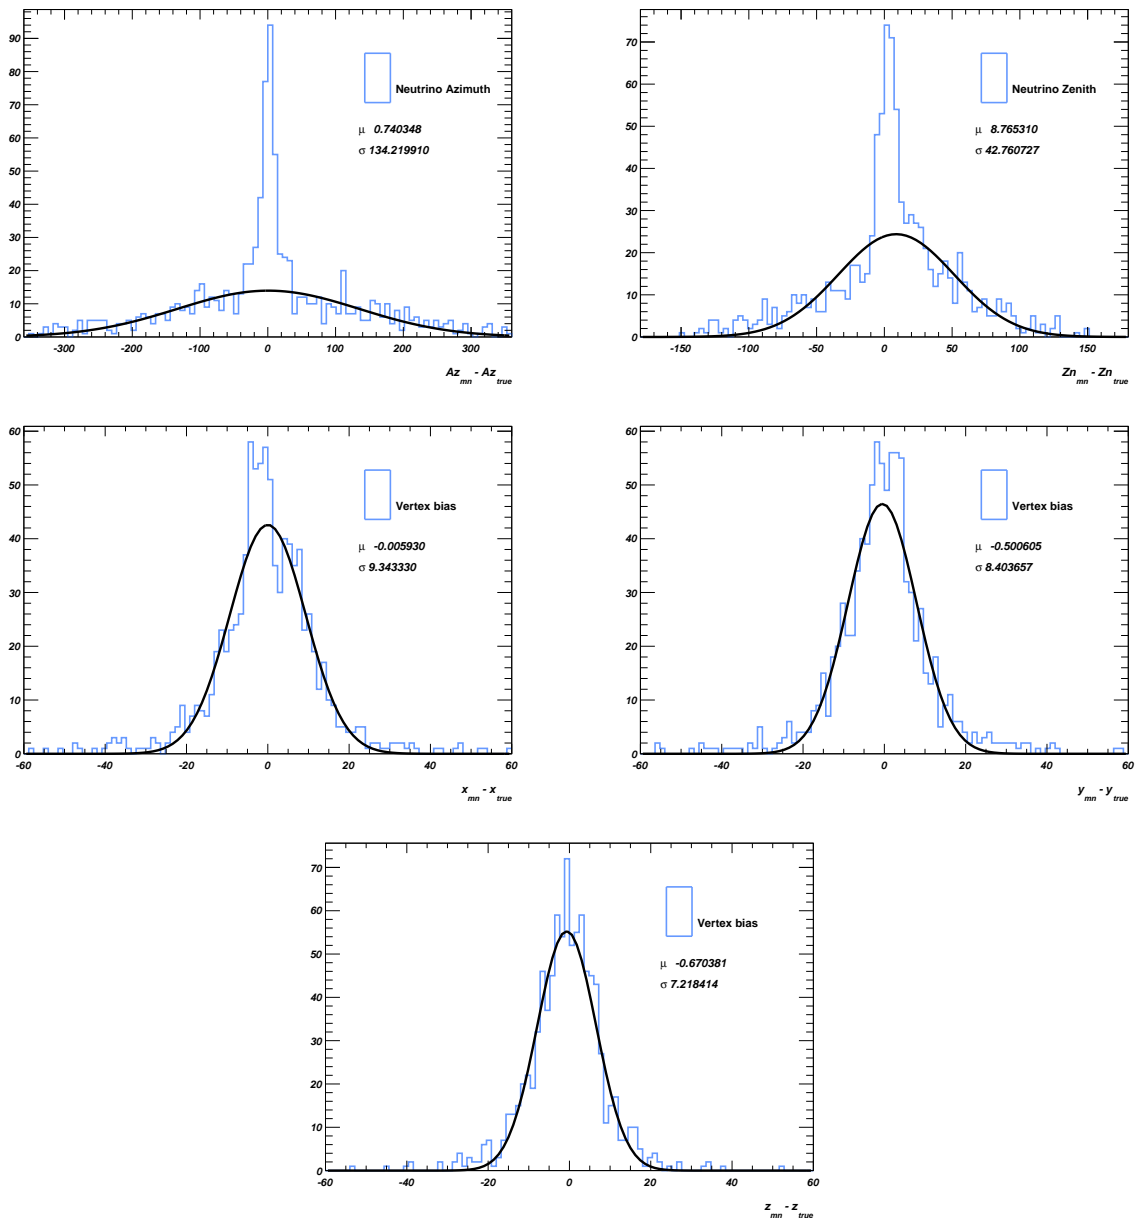 90
80
70
60
50
40
30
20
10
0
-300 -200 -100 0 100 200 300
Neutrino Azimuth
μ 0.740348
σ 134.219910
Az mn - Az true
70
60
50
40
30
20
10
0
-150 -100 -50 0 50 100 150
Neutrino Zenith
μ 8.765310
σ 42.760727
Zn mn - Zn true
60
50
40
30
20
10
0
-60 -40 -20 0 20 40 60
Vertex bias
μ -0.005930
σ 9.343330
x mn - x true
60
50
40
30
20
10
0
-60 -40 -20 0 20 40 60
Vertex bias
μ -0.500605
σ 8.403657
y mn - y true
70
60
50
40
30
20
10
0
-60 -40 -20 0 20 40 60
Vertex bias
μ -0.670381
σ 7.218414
z mn - z true